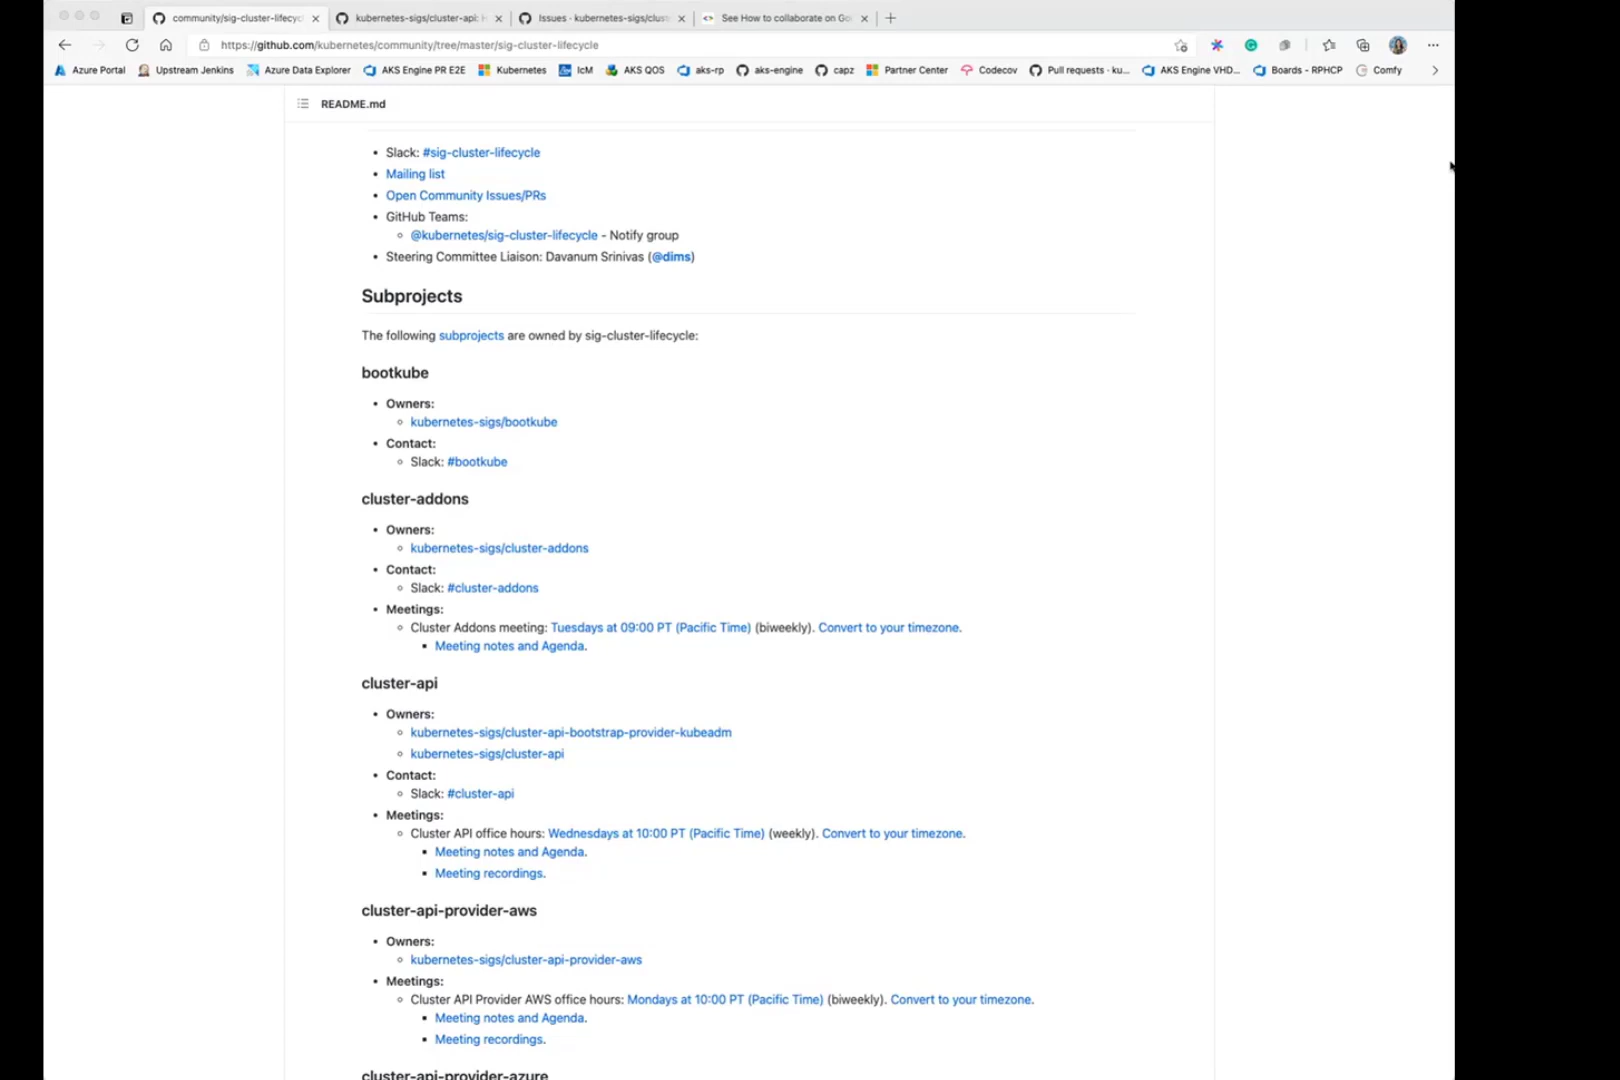 community/sig-cluster-lifecycl
kubernetes-sigs/cluster-api: H
Issues · kubernetes-sigs/cluste
See How to collaborate on Go
https://github.com/kubernetes/community/tree/master/sig-cluster-lifecycle
Azure Portal
Upstream Jenkins
Azure Data Explorer
AKS Engine PR E2E
Kubernetes
IcM
AKS QOS
aks-rp
aks-engine
capz
Partner Center
Codecov
Pull requests · ku...
AKS Engine VHD...
Boards - RPHCP
Comfy
README.md
Slack: #sig-cluster-lifecycle
Mailing list
Open Community Issues/PRs
GitHub Teams:
@kubernetes/sig-cluster-lifecycle - Notify group
Steering Committee Liaison: Davanum Srinivas (@dims)
Subprojects
The following subprojects are owned by sig-cluster-lifecycle:
bootkube
Owners:
kubernetes-sigs/bootkube
Contact:
Slack: #bootkube
cluster-addons
Owners:
kubernetes-sigs/cluster-addons
Contact:
Slack: #cluster-addons
Meetings:
Cluster Addons meeting: Tuesdays at 09:00 PT (Pacific Time) (biweekly). Convert to your timezone.
Meeting notes and Agenda.
cluster-api
Owners:
kubernetes-sigs/cluster-api-bootstrap-provider-kubeadm
kubernetes-sigs/cluster-api
Contact:
Slack: #cluster-api
Meetings:
Cluster API office hours: Wednesdays at 10:00 PT (Pacific Time) (weekly). Convert to your timezone.
Meeting notes and Agenda.
Meeting recordings.
cluster-api-provider-aws
Owners:
kubernetes-sigs/cluster-api-provider-aws
Meetings:
Cluster API Provider AWS office hours: Mondays at 10:00 PT (Pacific Time) (biweekly). Convert to your timezone.
Meeting notes and Agenda.
Meeting recordings.
cluster-api-provider-azure